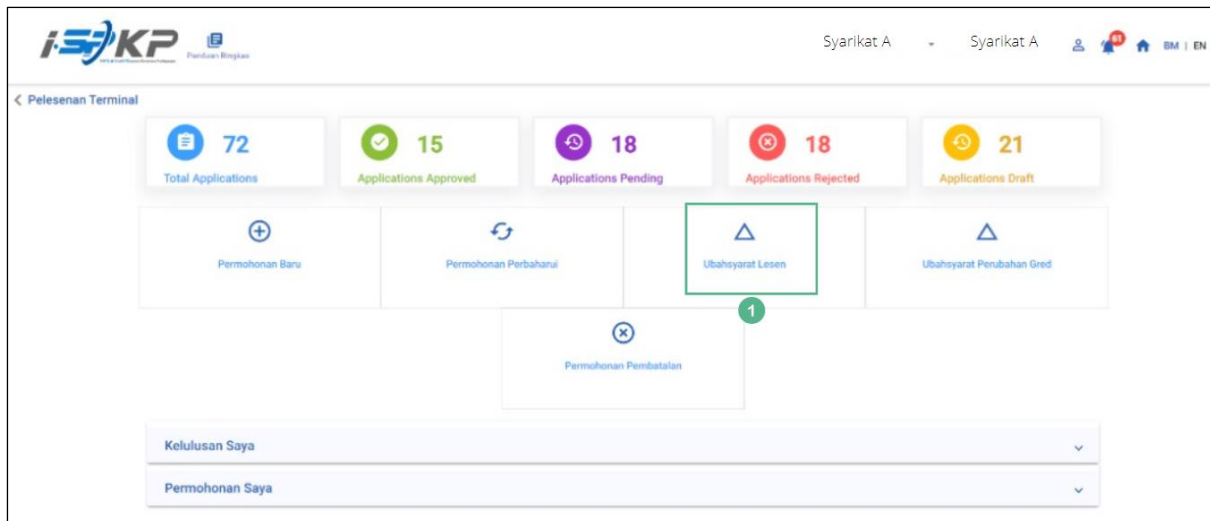 i-SPKP
Panduan Ringkas
Syarikat A - Syarikat A
61
BM | EN
< Pelesenan Terminal
72
Total Applications
15
Applications Approved
18
Applications Pending
18
Applications Rejected
21
Applications Draft
Permohonan Baru
Permohonan Perbaharui
Ubahsyarat Lesen
Ubahsyarat Perubahan Gred
1
Permohonan Pembatalan
Kelulusan Saya
Permohonan Saya